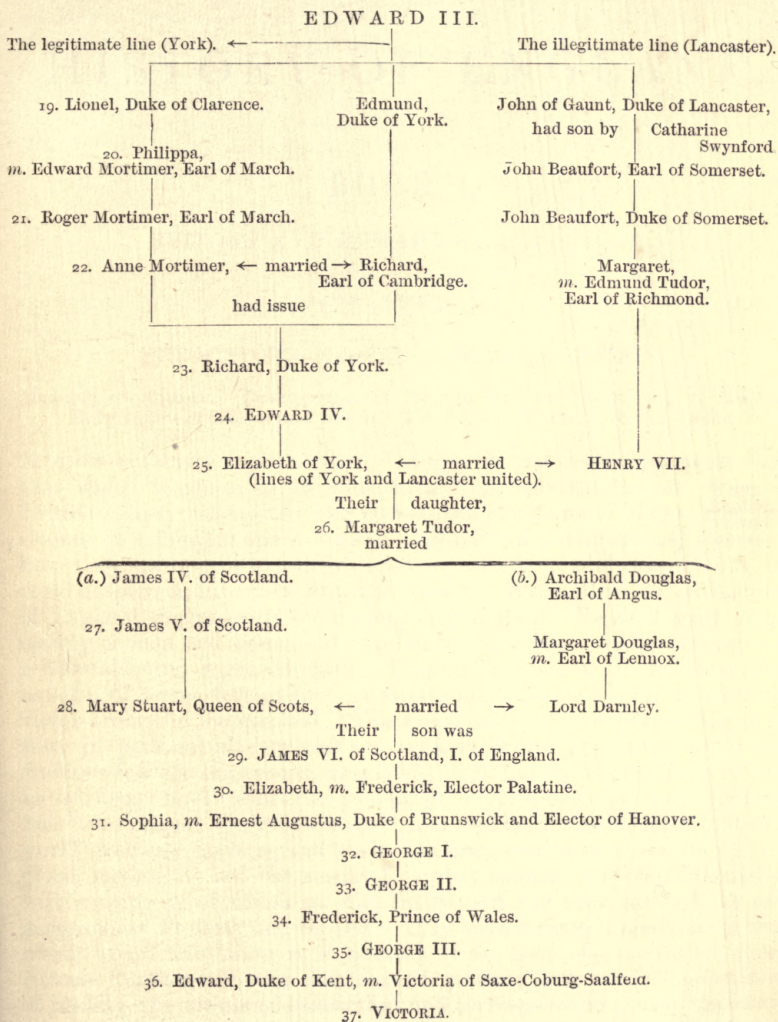 EDWARD III.
The legitimate line (York). ← The illegitimate line (Lancaster).
19. Lionel, Duke of Clarence. Edmund, John of Gaunt, Duke of Lancaster,
Duke of York. had son by Catharine
Swynford
20. Philippa,
m. Edward Mortimer, Earl of March. John Beaufort, Earl of Somerset.
21. Roger Mortimer, Earl of March. John Beaufort, Duke of Somerset.
22. Anne Mortimer, ← married → Richard, Margaret,
Earl of Cambridge. m. Edmund Tudor,
had issue Earl of Richmond.
23. Richard, Duke of York.
24. EDWARD IV.
25. Elizabeth of York, ← married → HENRY VII.
(lines of York and Lancaster united).
Their daughter,
26. Margaret Tudor,
married
(a.) James IV. of Scotland. (b.) Archibald Douglas,
Earl of Angus.
27. James V. of Scotland.
Margaret Douglas,
m. Earl of Lennox.
28. Mary Stuart, Queen of Scots, ← married → Lord Darnley.
Their son was
29. JAMES VI. of Scotland, I. of England.
30. Elizabeth, m. Frederick, Elector Palatine.
31. Sophia, m. Ernest Augustus, Duke of Brunswick and Elector of Hanover.
32. GEORGE I.
33. GEORGE II.
34. Frederick, Prince of Wales.
35. GEORGE III.
36. Edward, Duke of Kent, m. Victoria of Saxe-Coburg-Saalfeld.
37. VICTORIA.